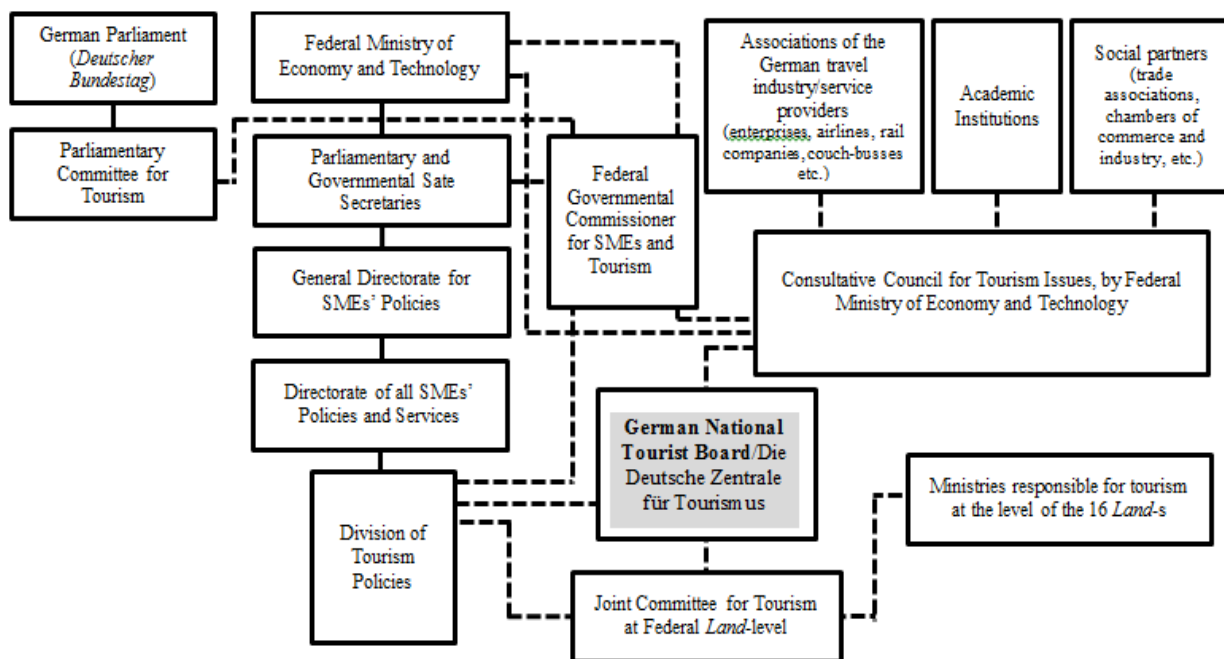 German Parliament
(Deutscher
Bundestag)
Federal Ministry of
Economy and Technology
Associations of the
German travel
industry/service
providers
(enterprises, airlines, rail
companies, couch-busses
etc.)
Academic
Institutions
Social partners
(trade
associations,
chambers of
commerce and
industry, etc.)
Parliamentary
Committee for
Tourism
Parliamentary and
Governmental Sate
Secretaries
Federal
Governmental
Commissioner
for SMEs and
Tourism
General Directorate for
SMEs’ Policies
Consultative Council for Tourism Issues, by Federal
Ministry of Economy and Technology
Directorate of all SMEs’
Policies and Services
German National
Tourist Board/Die
Deutsche Zentrale
für Tourismus
Ministries responsible for tourism
at the level of the 16 Land-s
Division of
Tourism
Policies
Joint Committee for Tourism
at Federal Land-level